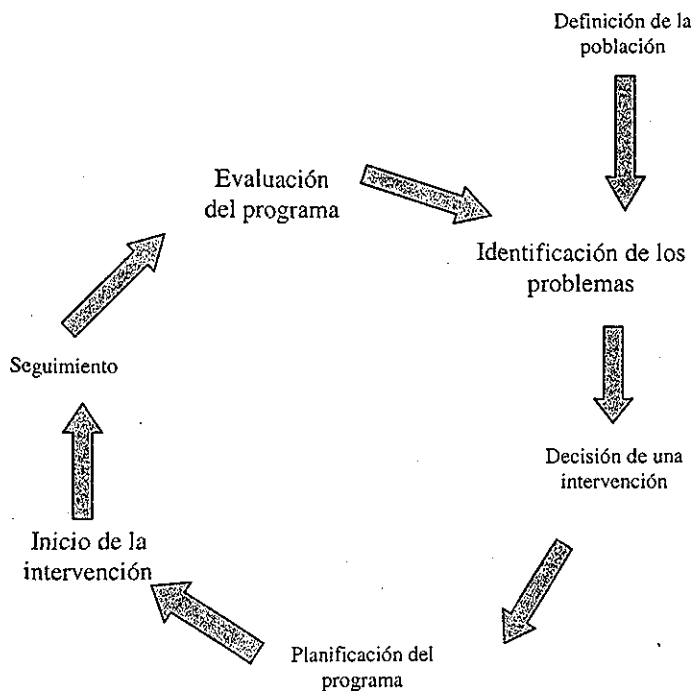 Definición de la
población
Evaluación
del programa
Identificación de los
problemas
Seguimiento
Decisión de una
intervención
Inicio de la
intervención
Planificación del
programa